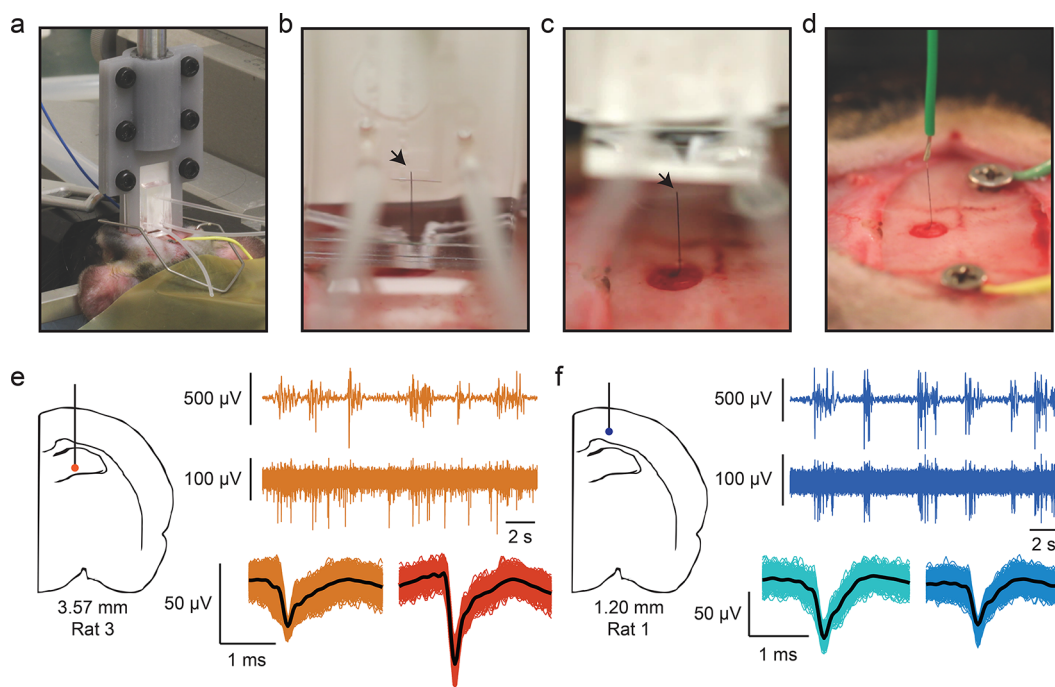 a
b
c
d
e
500 µV
100 µV
2 s
3.57 mm
Rat 3
50 µV
1 ms
f
500 µV
100 µV
2 s
1.20 mm
Rat 1
50 µV
1 ms